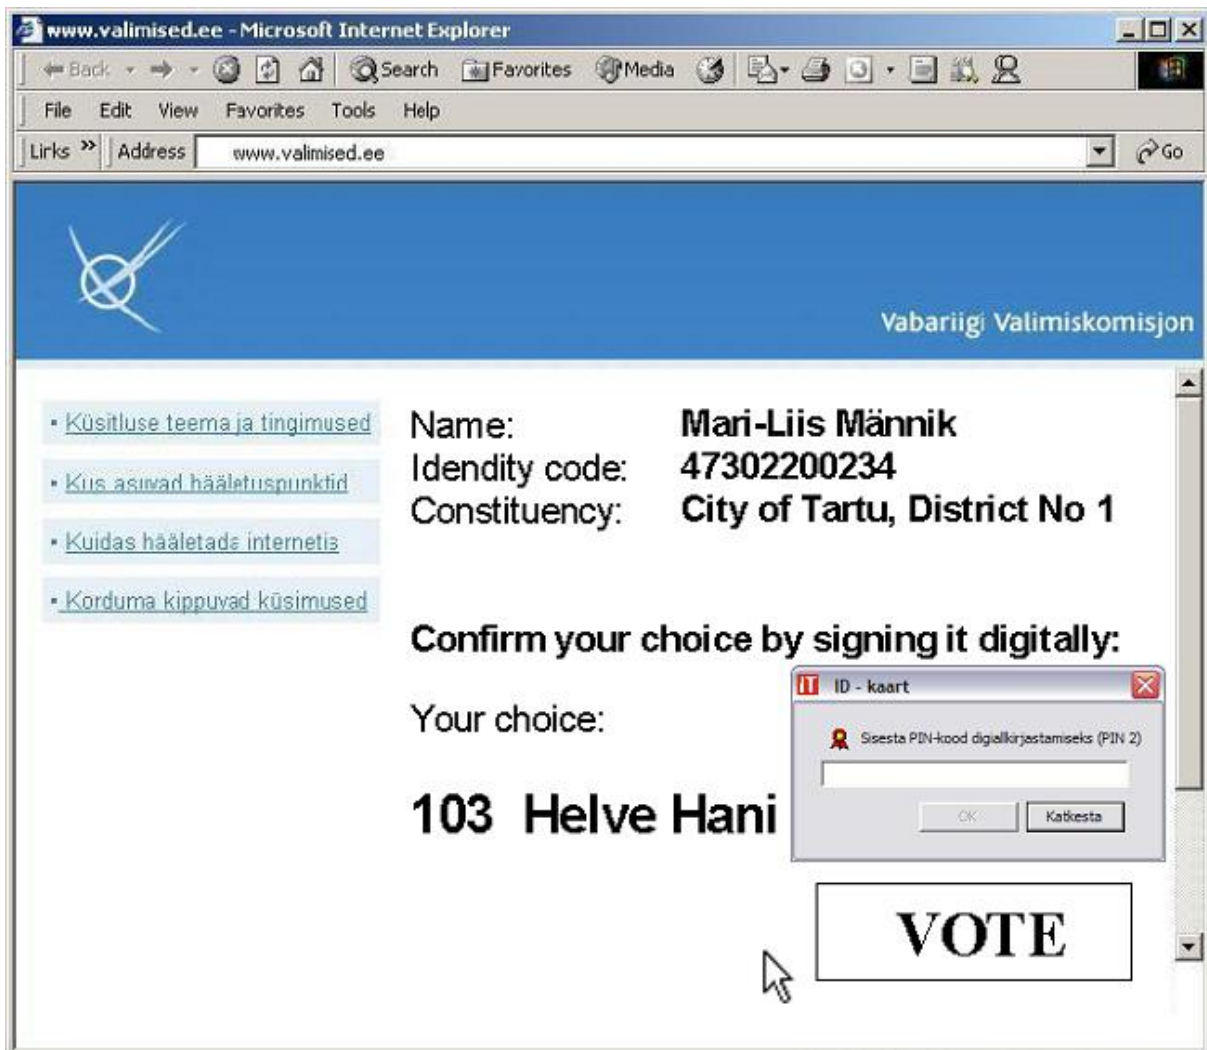 www.valimised.ee - Microsoft Internet Explorer
Back Search Favorites Media
File Edit View Favorites Tools Help
Links » Address www.valimised.ee Go
Vabariigi Valimiskomisjon
• Küsitluse teema ja tingimused
• Kus asuvad hääletuspunktid
• Kuidas hääletada internetis
• Korduma kippuvad küsimused
Name: Mari-Liis Männik
Idendity code: 47302200234
Constituency: City of Tartu, District No 1
Confirm your choice by signing it digitally:
Your choice:
103 Helve Hani
ID - kaart
Sisesta PIN-kood digiallkirjastamiseks (PIN 2)
OK Katkesta
VOTE